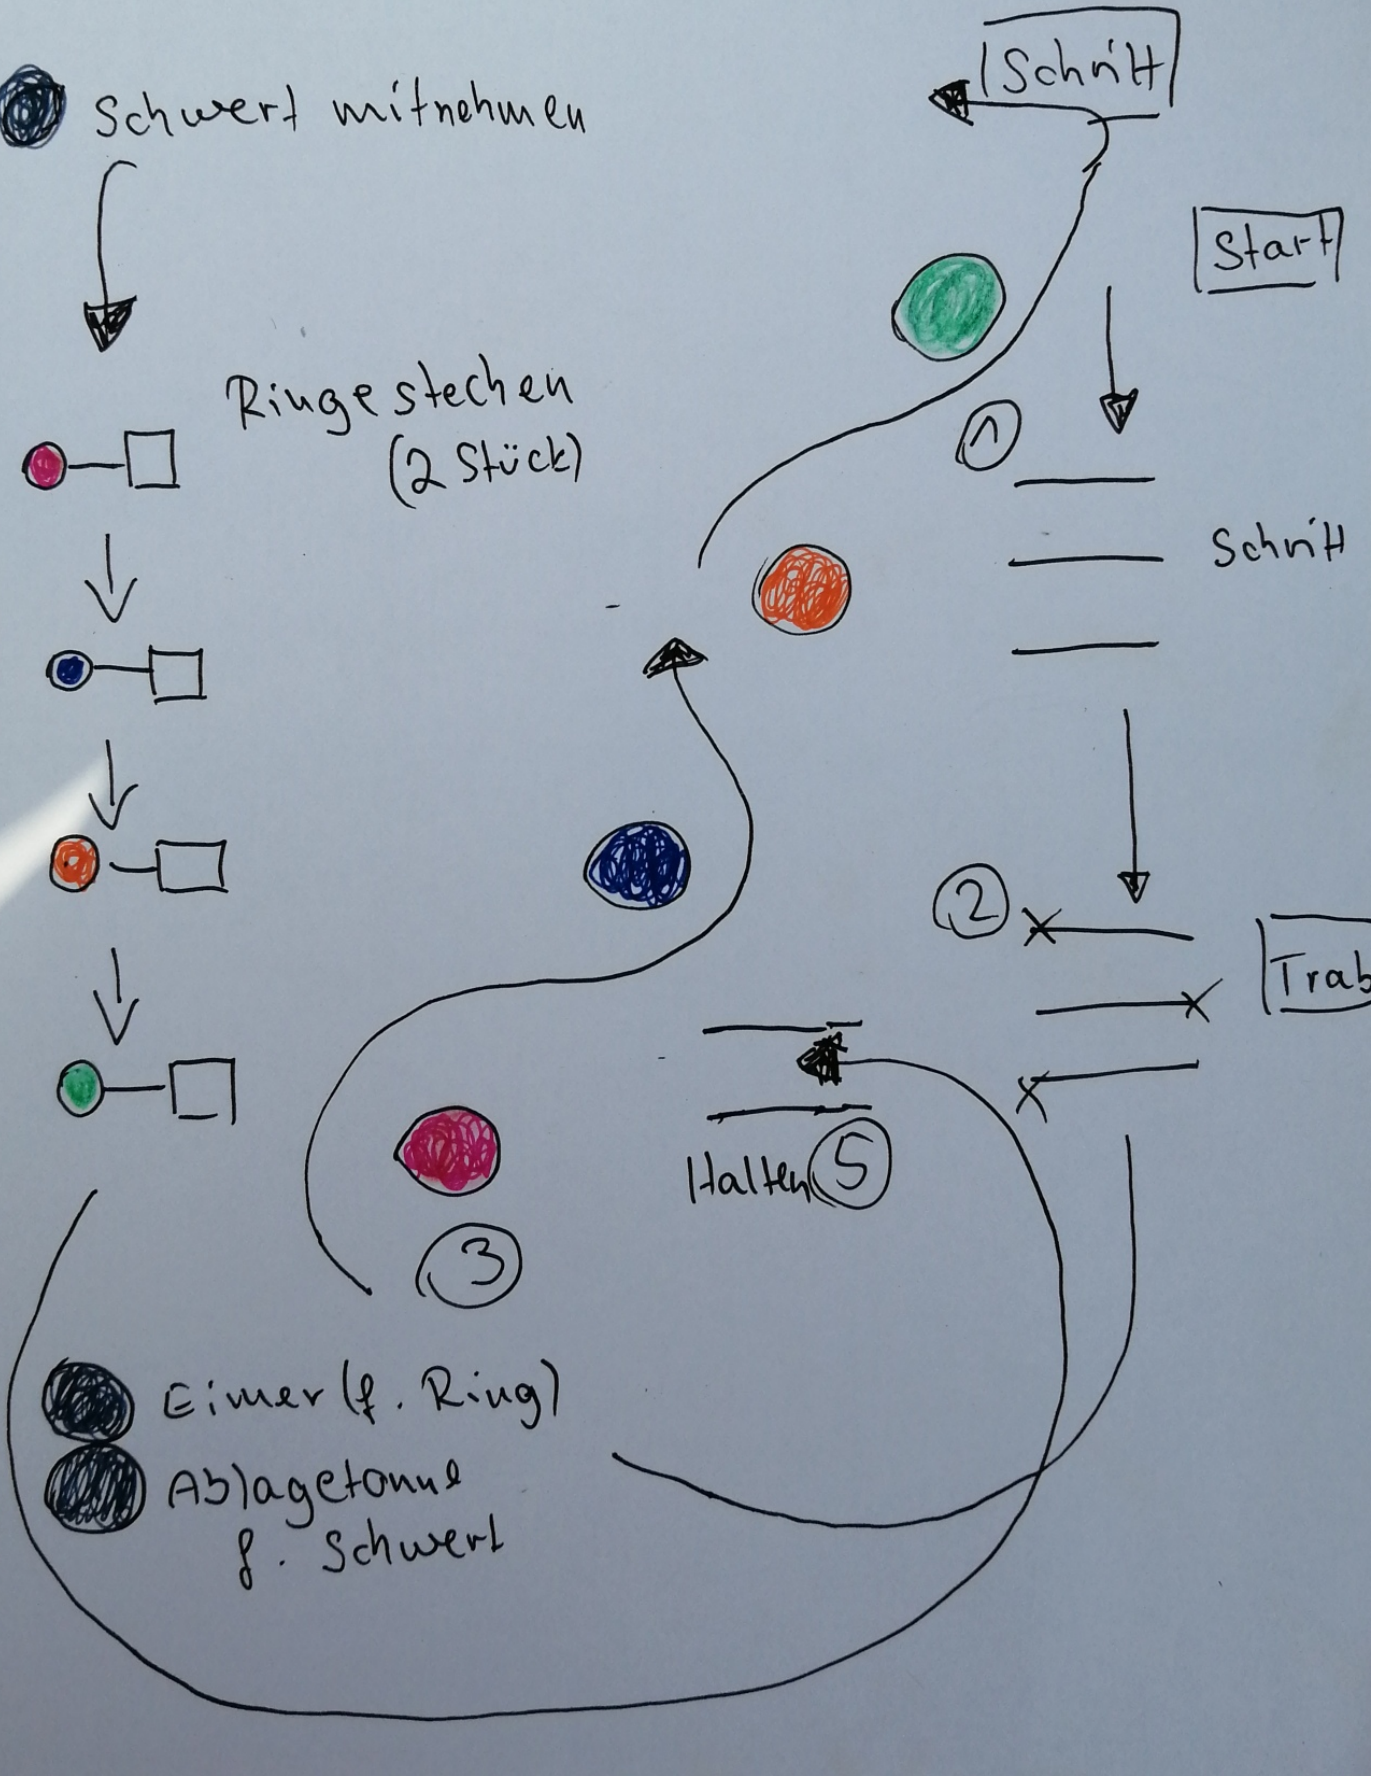 Schritt
Schwert mitnehmen
Start
Ringestechen
(2 Stück)
1
Schritt
2
Trab
Halten 5
3
Eimer (f. Ring)
Ablagetonne
f. Schwert